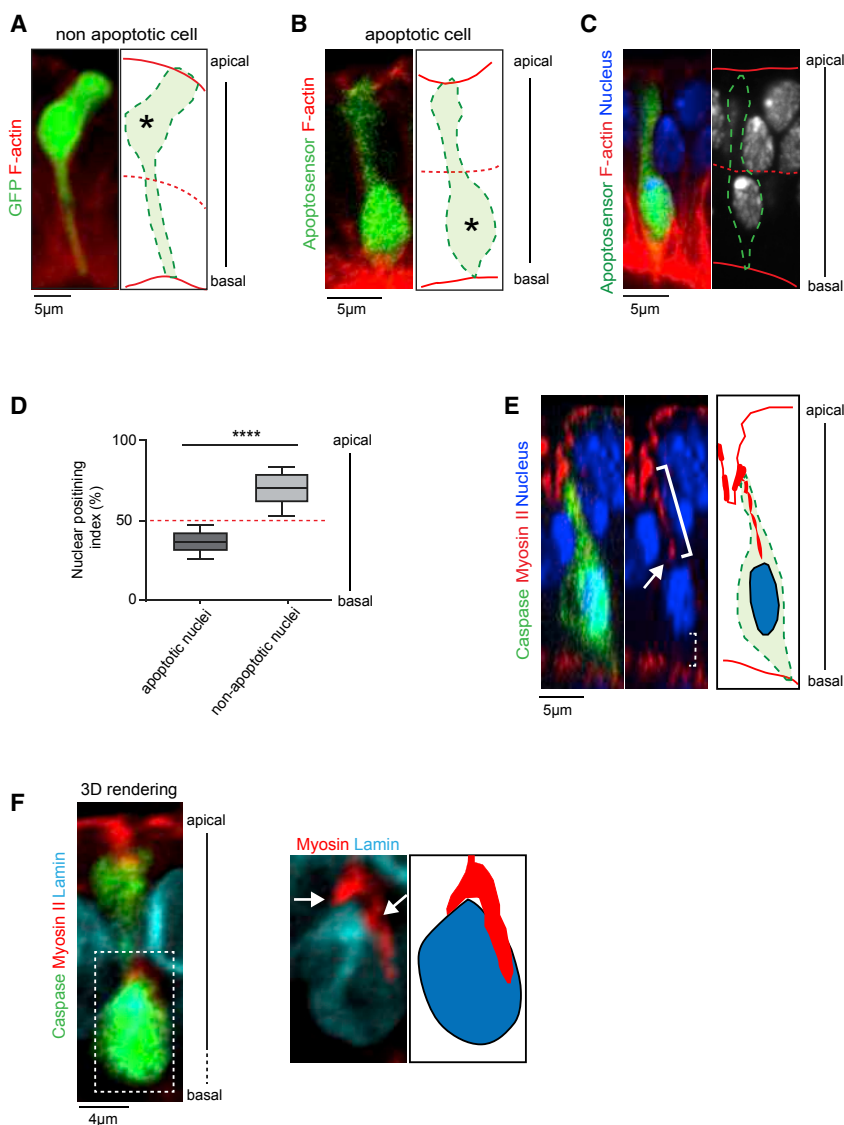 A
non apoptotic cell
GFP F-actin
*
apical
basal
5µm
B
apoptotic cell
Apoptosensor F-actin
*
apical
basal
5µm
C
Apoptosensor F-actin Nucleus
apical
basal
5µm
D
Nuclear positining
index (%)
100
50
0
****
apical
basal
apoptotic nuclei
non-apoptotic nuclei
E
Caspase Myosin II Nucleus
apical
basal
5µm
F
3D rendering
Caspase Myosin II Lamin
apical
basal
4µm
Myosin Lamin